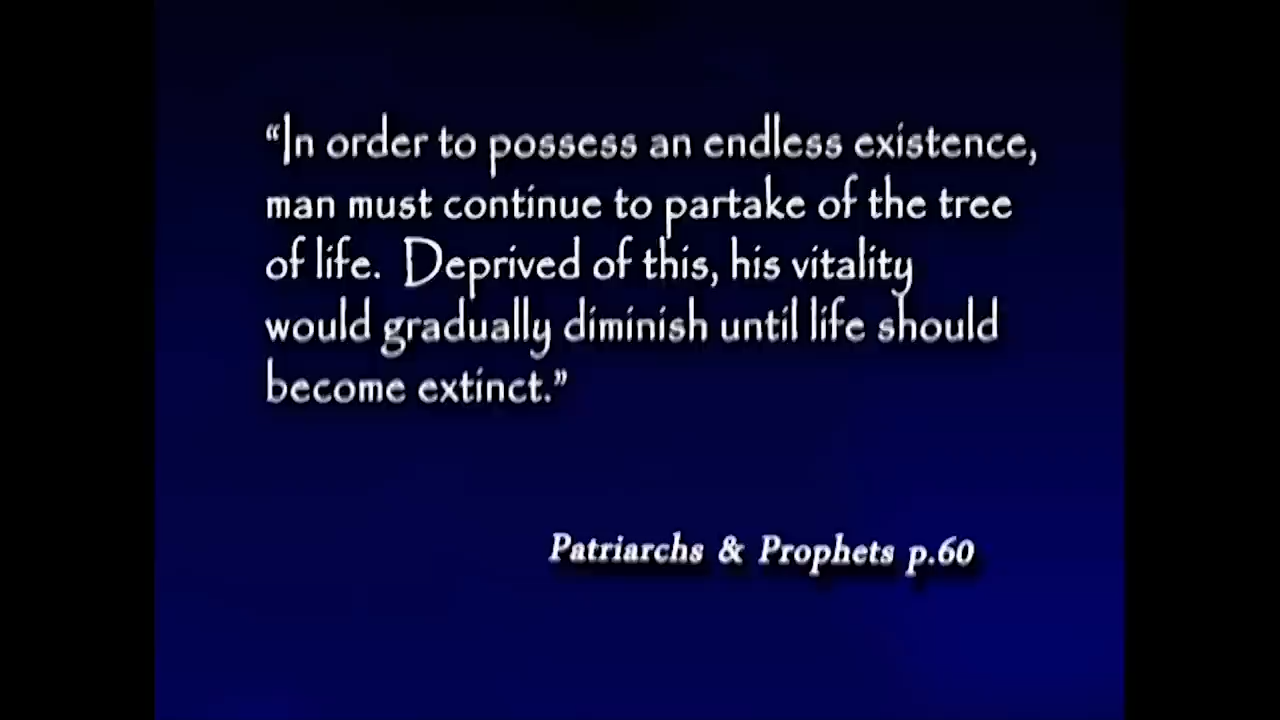 “In order to possess an endless existence,
man must continue to partake of the tree
of life. Deprived of this, his vitality
would gradually diminish until life should
become extinct.”
Patriarchs & Prophets p.60